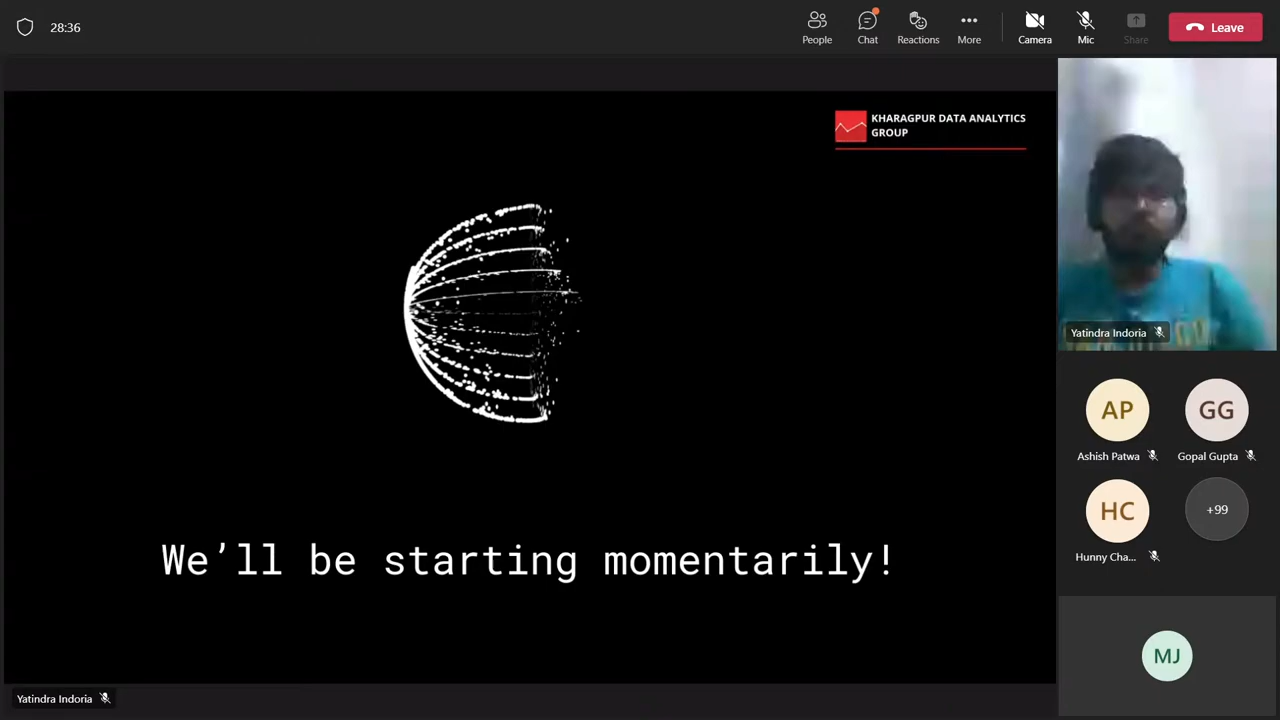 28:36
People
Chat
Reactions
More
Camera
Mic
Share
Leave
KHARAGPUR DATA ANALYTICS
GROUP
We’ll be starting momentarily!
Yatindra Indoria
AP
GG
Ashish Patwa
Gopal Gupta
HC
+99
Hunny Cha...
MJ
Yatindra Indoria